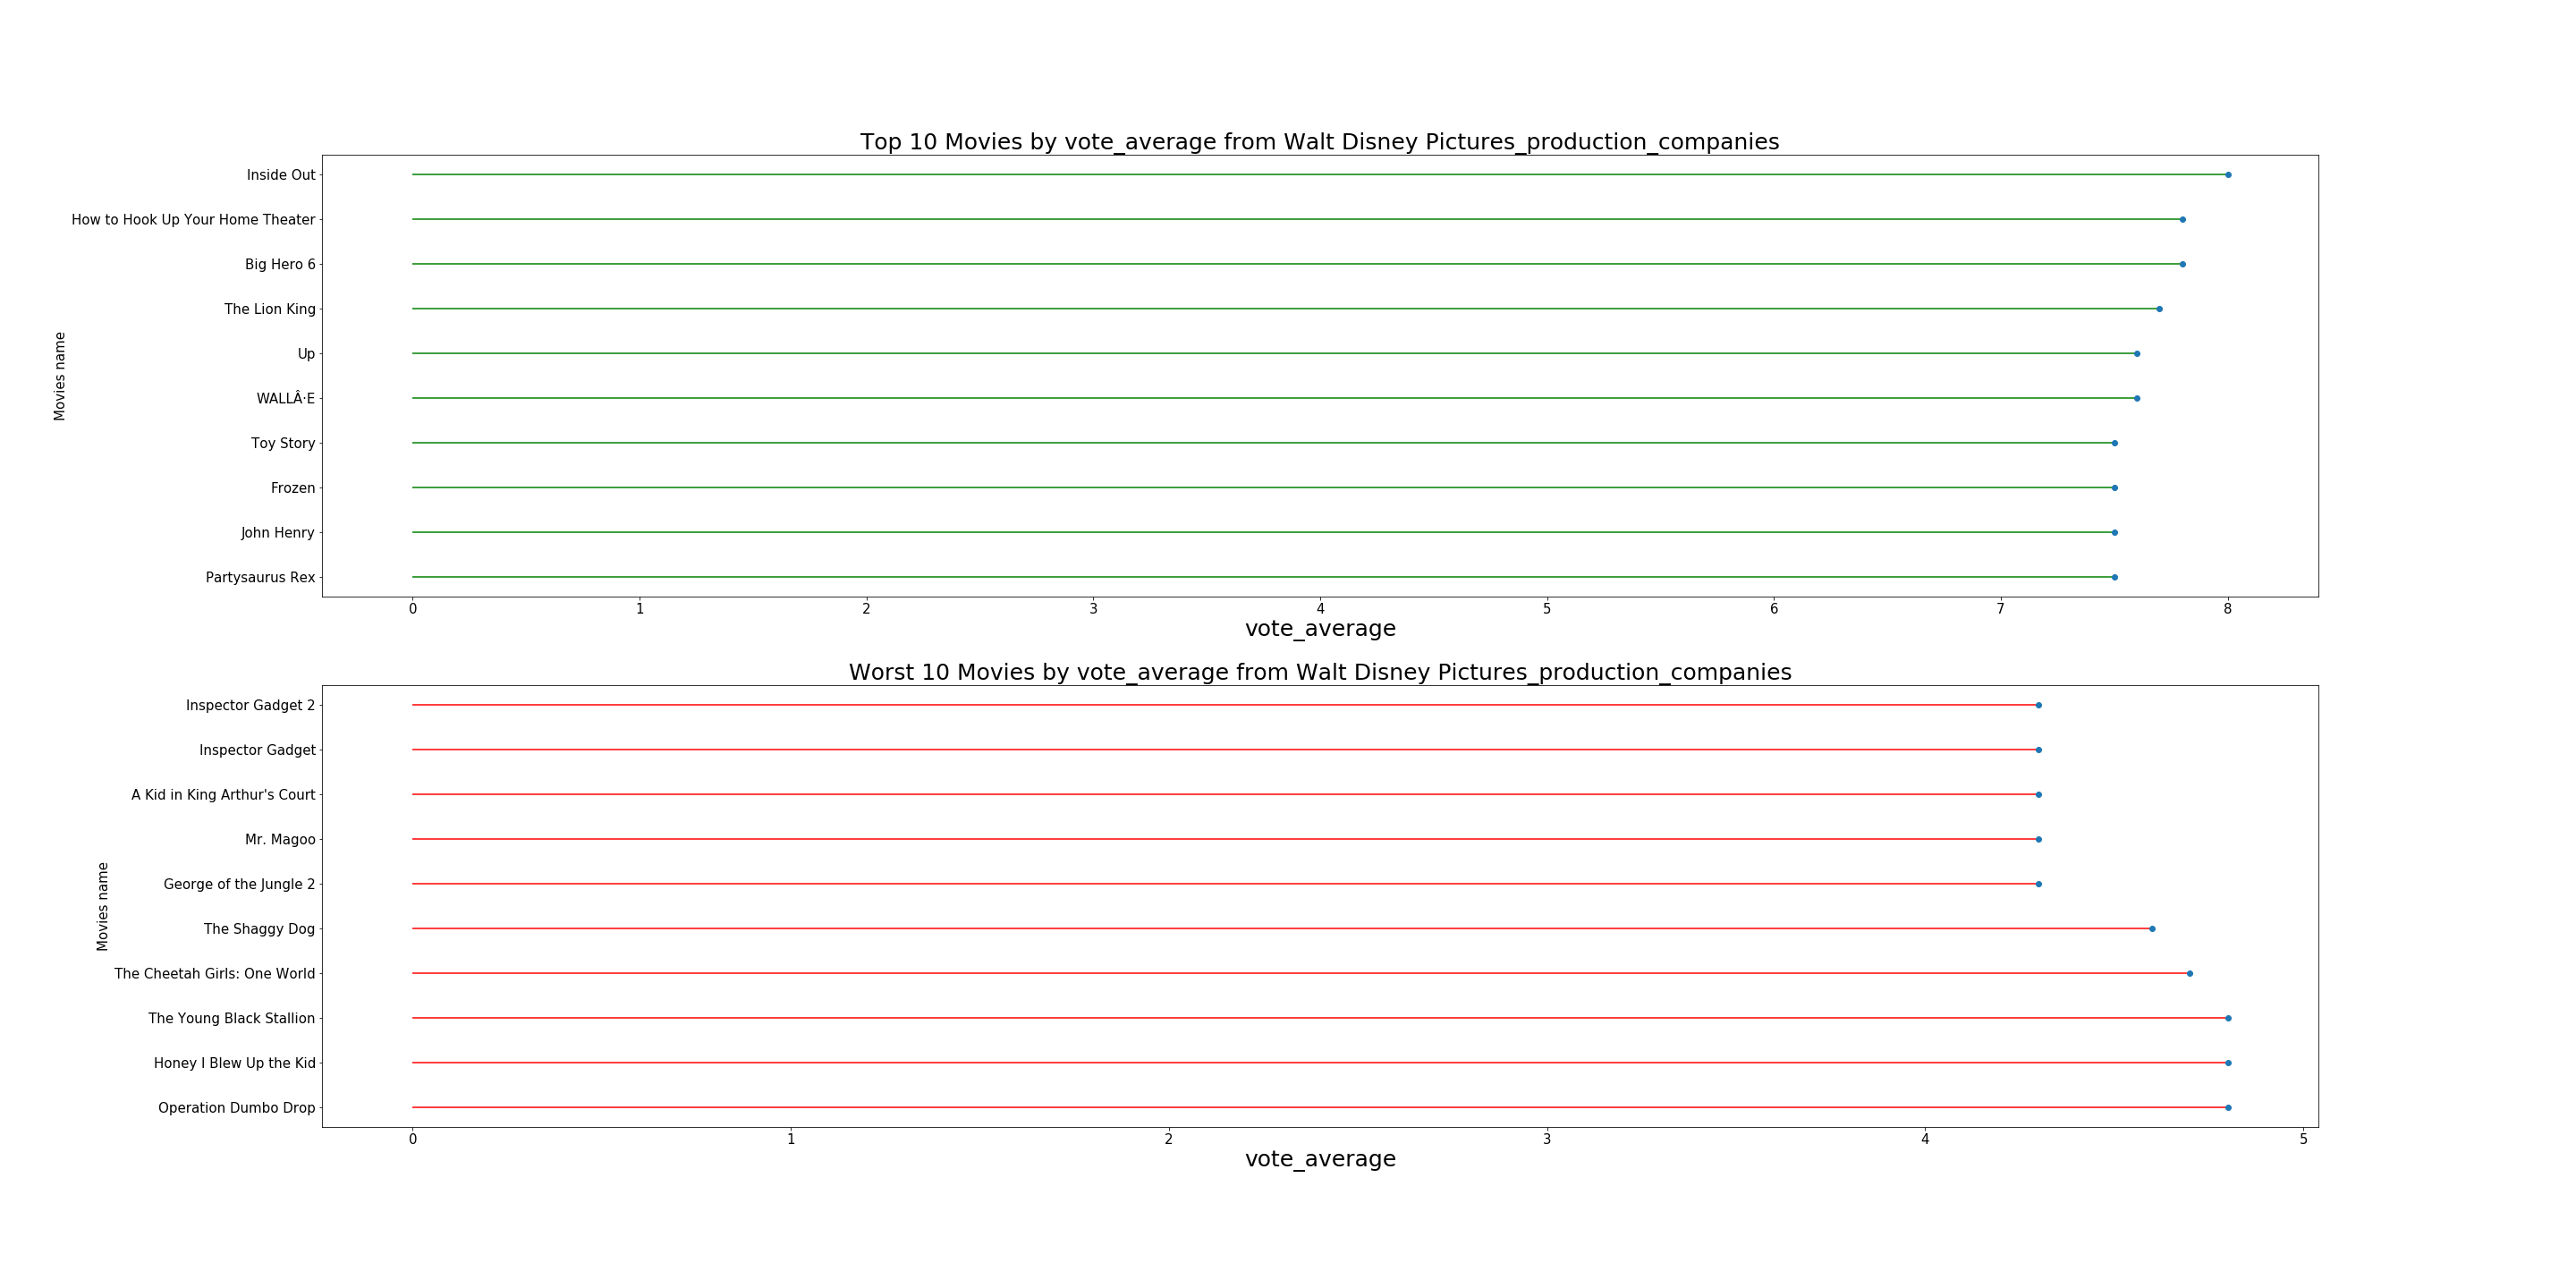 Top 10 Movies by vote_average from Walt Disney Pictures_production_companies
Movies name
Inside Out
How to Hook Up Your Home Theater
Big Hero 6
The Lion King
Up
WALLÂ·E
Toy Story
Frozen
John Henry
Partysaurus Rex
0 1 2 3 4 5 6 7 8
vote_average
Worst 10 Movies by vote_average from Walt Disney Pictures_production_companies
Movies name
Inspector Gadget 2
Inspector Gadget
A Kid in King Arthur's Court
Mr. Magoo
George of the Jungle 2
The Shaggy Dog
The Cheetah Girls: One World
The Young Black Stallion
Honey I Blew Up the Kid
Operation Dumbo Drop
0 1 2 3 4 5
vote_average